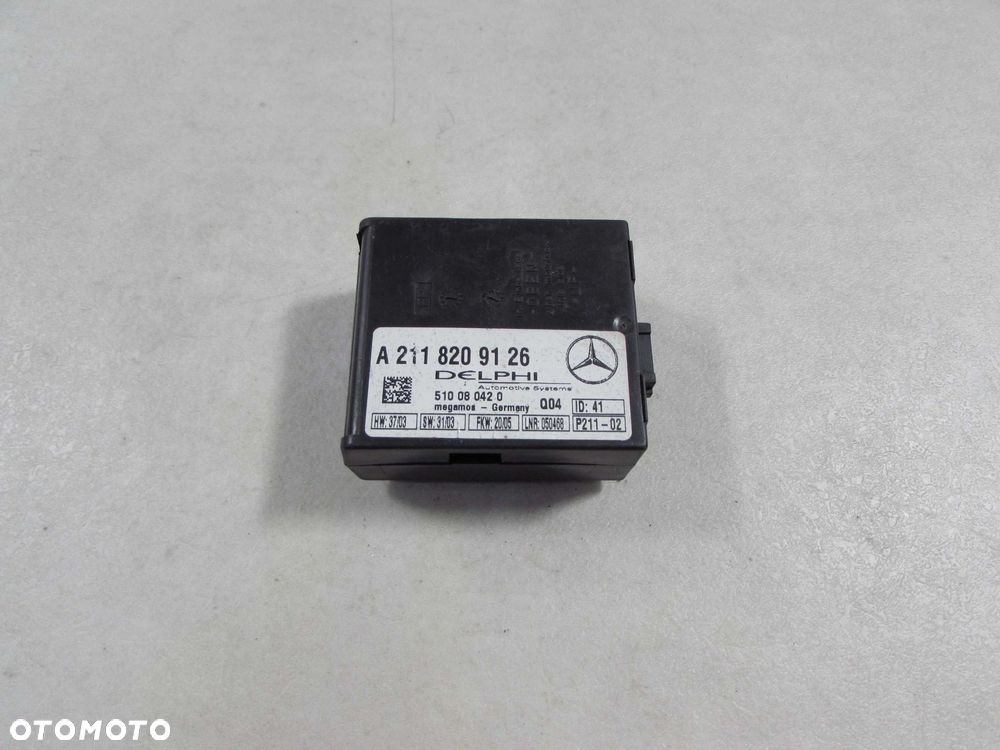 A 211 820 91 26
DELPHI
Automotive Systems
510 08 042 0 Q04 ID: 41
megamos - Germany
HW: 37/03 SW: 31/03 FKW: 20/05 LNR: 050468 P211-02
OTOMOTO